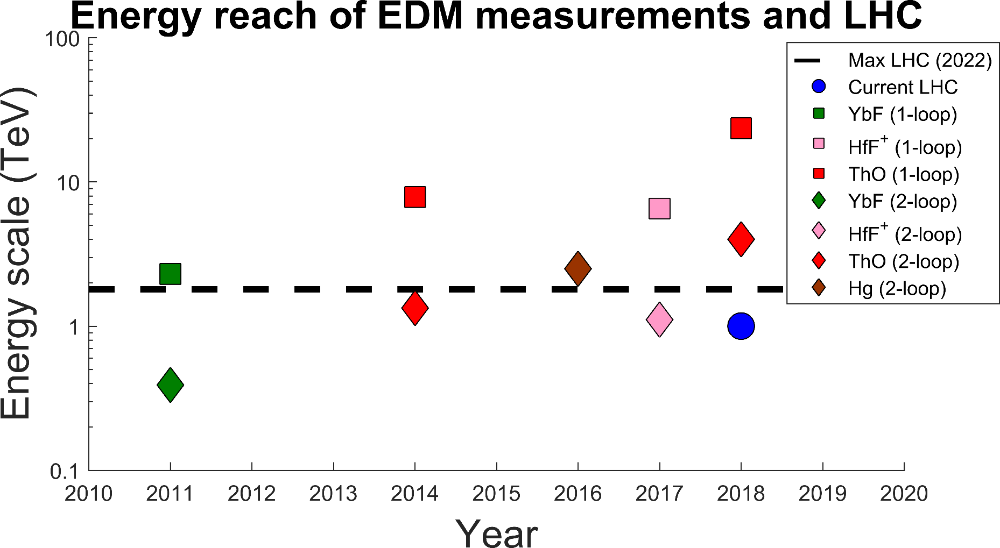 Energy reach of EDM measurements and LHC
Energy scale (TeV)
100
10
1
0.1
2010 2011 2012 2013 2014 2015 2016 2017 2018 2019 2020
Year
Max LHC (2022)
Current LHC
YbF (1-loop)
HfF⁺ (1-loop)
ThO (1-loop)
YbF (2-loop)
HfF⁺ (2-loop)
ThO (2-loop)
Hg (2-loop)